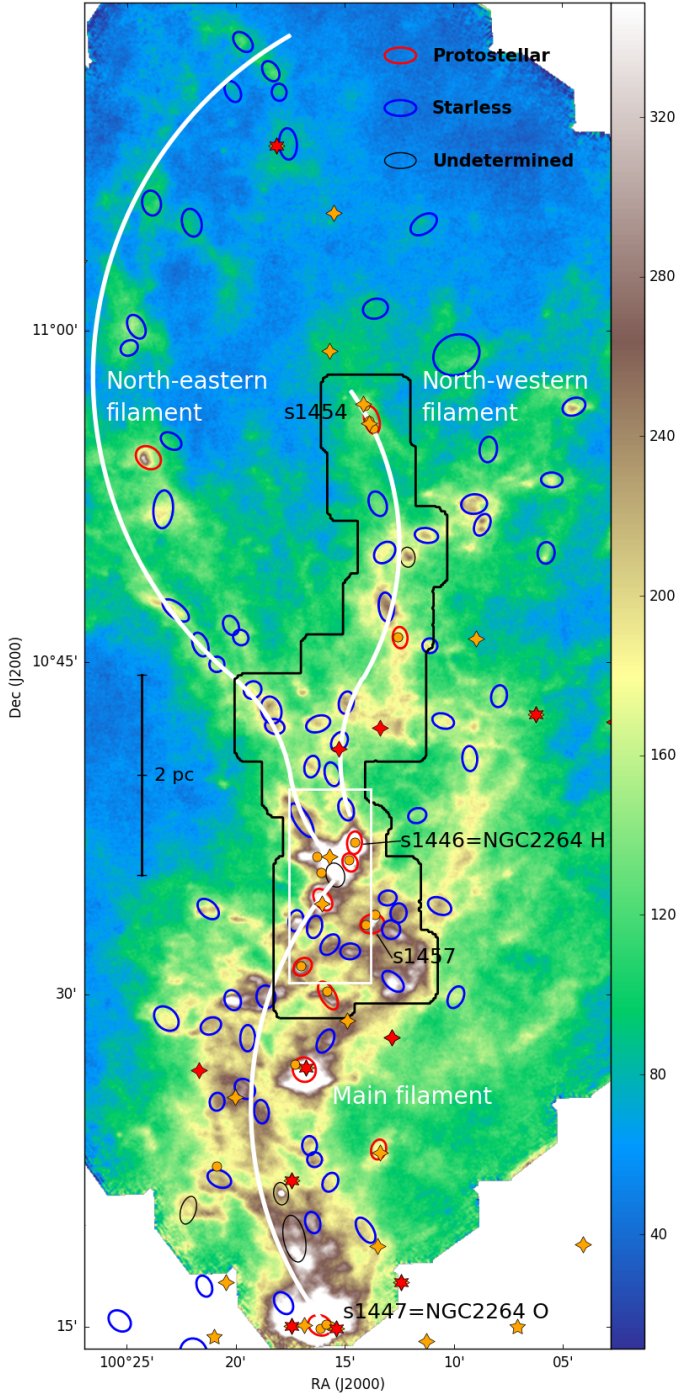 Protostellar
Starless
Undetermined
320
280
240
200
160
120
80
40
11°00'
10°45'
30'
15'
Dec (J2000)
North-eastern
filament
s1454
North-western
filament
2 pc
s1446=NGC2264 H
s1457
Main filament
s1447=NGC2264 O
100°25'
20'
15'
10'
05'
RA (J2000)